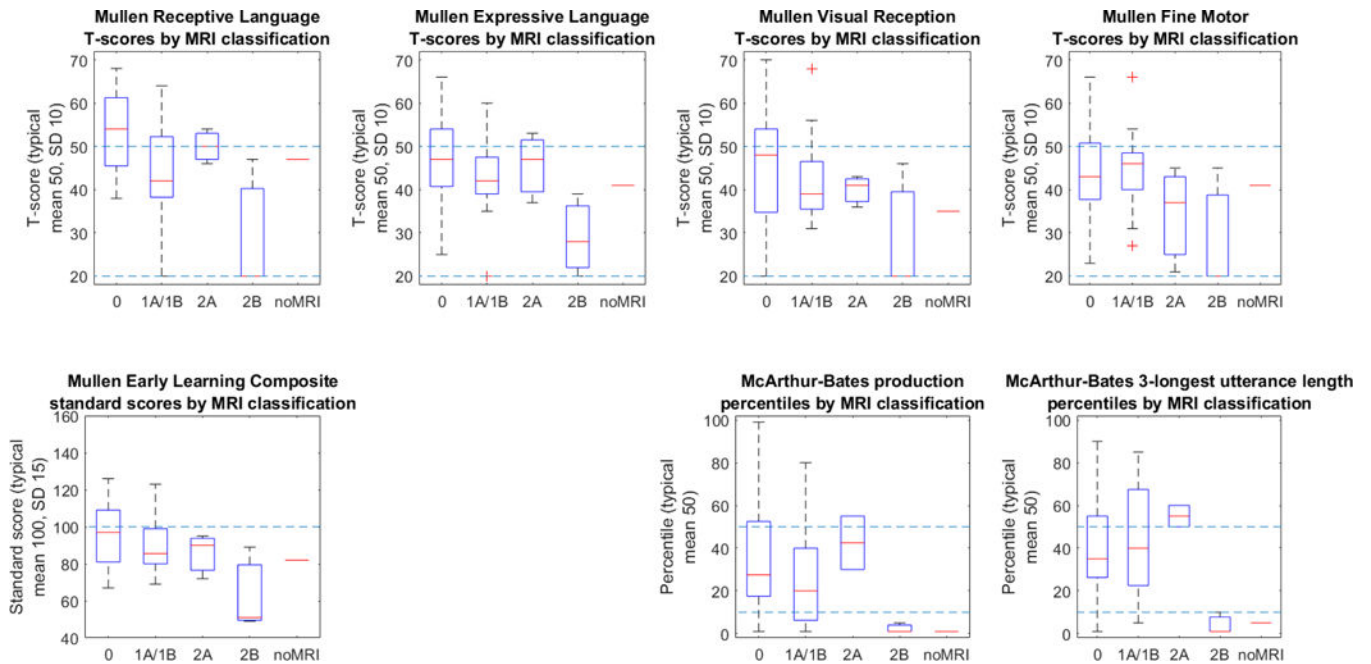 Mullen Receptive Language
T-scores by MRI classification
T-score (typical
mean 50, SD 10)
70
60
50
40
30
20
0 1A/1B 2A 2B noMRI
Mullen Expressive Language
T-scores by MRI classification
T-score (typical
mean 50, SD 10)
70
60
50
40
30
20
0 1A/1B 2A 2B noMRI
Mullen Visual Reception
T-scores by MRI classification
T-score (typical
mean 50, SD 10)
70
60
50
40
30
20
0 1A/1B 2A 2B noMRI
Mullen Fine Motor
T-scores by MRI classification
T-score (typical
mean 50, SD 10)
70
60
50
40
30
20
0 1A/1B 2A 2B noMRI
Mullen Early Learning Composite
standard scores by MRI classification
Standard score (typical
mean 100, SD 15)
160
140
120
100
80
60
40
0 1A/1B 2A 2B noMRI
McArthur-Bates production
percentiles by MRI classification
Percentile (typical
mean 50)
100
80
60
40
20
0
0 1A/1B 2A 2B noMRI
McArthur-Bates 3-longest utterance length
percentiles by MRI classification
Percentile (typical
mean 50)
100
80
60
40
20
0
0 1A/1B 2A 2B noMRI